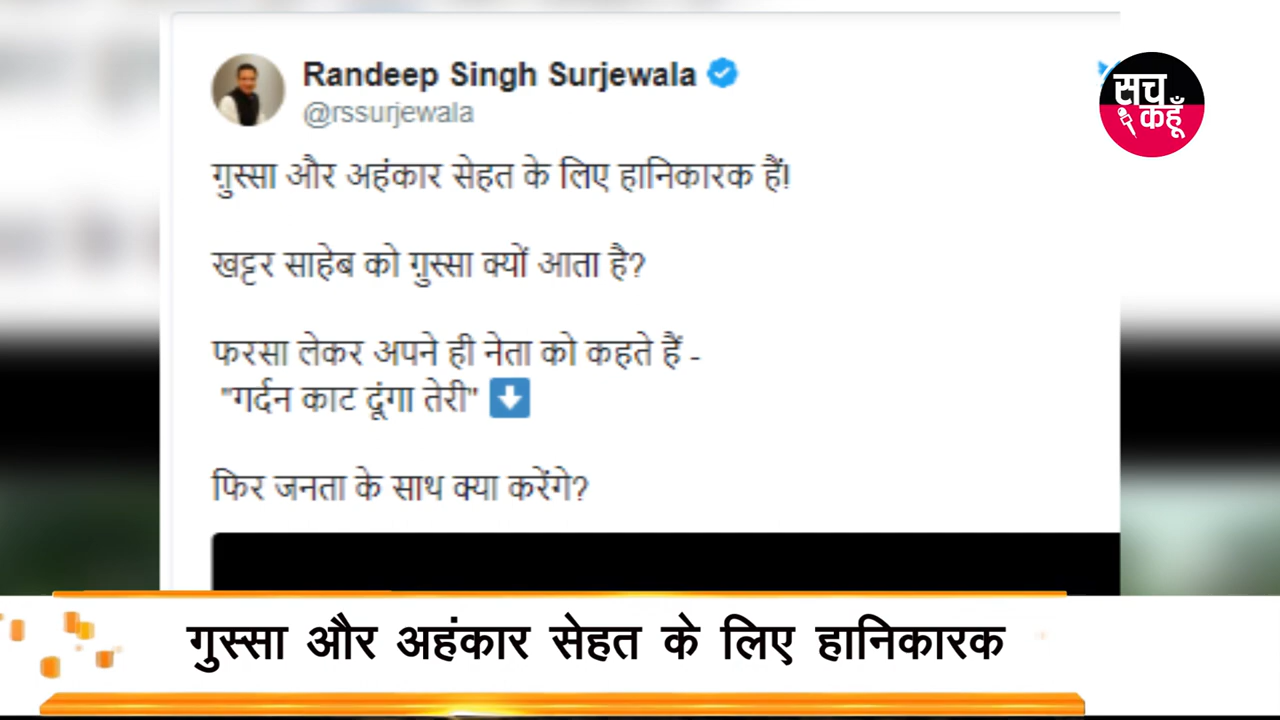 Randeep Singh Surjewala
@rssurjewala
सच
कहूँ
ग़ुस्सा और अहंकार सेहत के लिए हानिकारक हैं!
खट्टर साहेब को ग़ुस्सा क्यों आता है?
फरसा लेकर अपने ही नेता को कहते हैं -
"गर्दन काट दूंगा तेरी"
फिर जनता के साथ क्या करेंगे?
गुस्सा और अहंकार सेहत के लिए हानिकारक